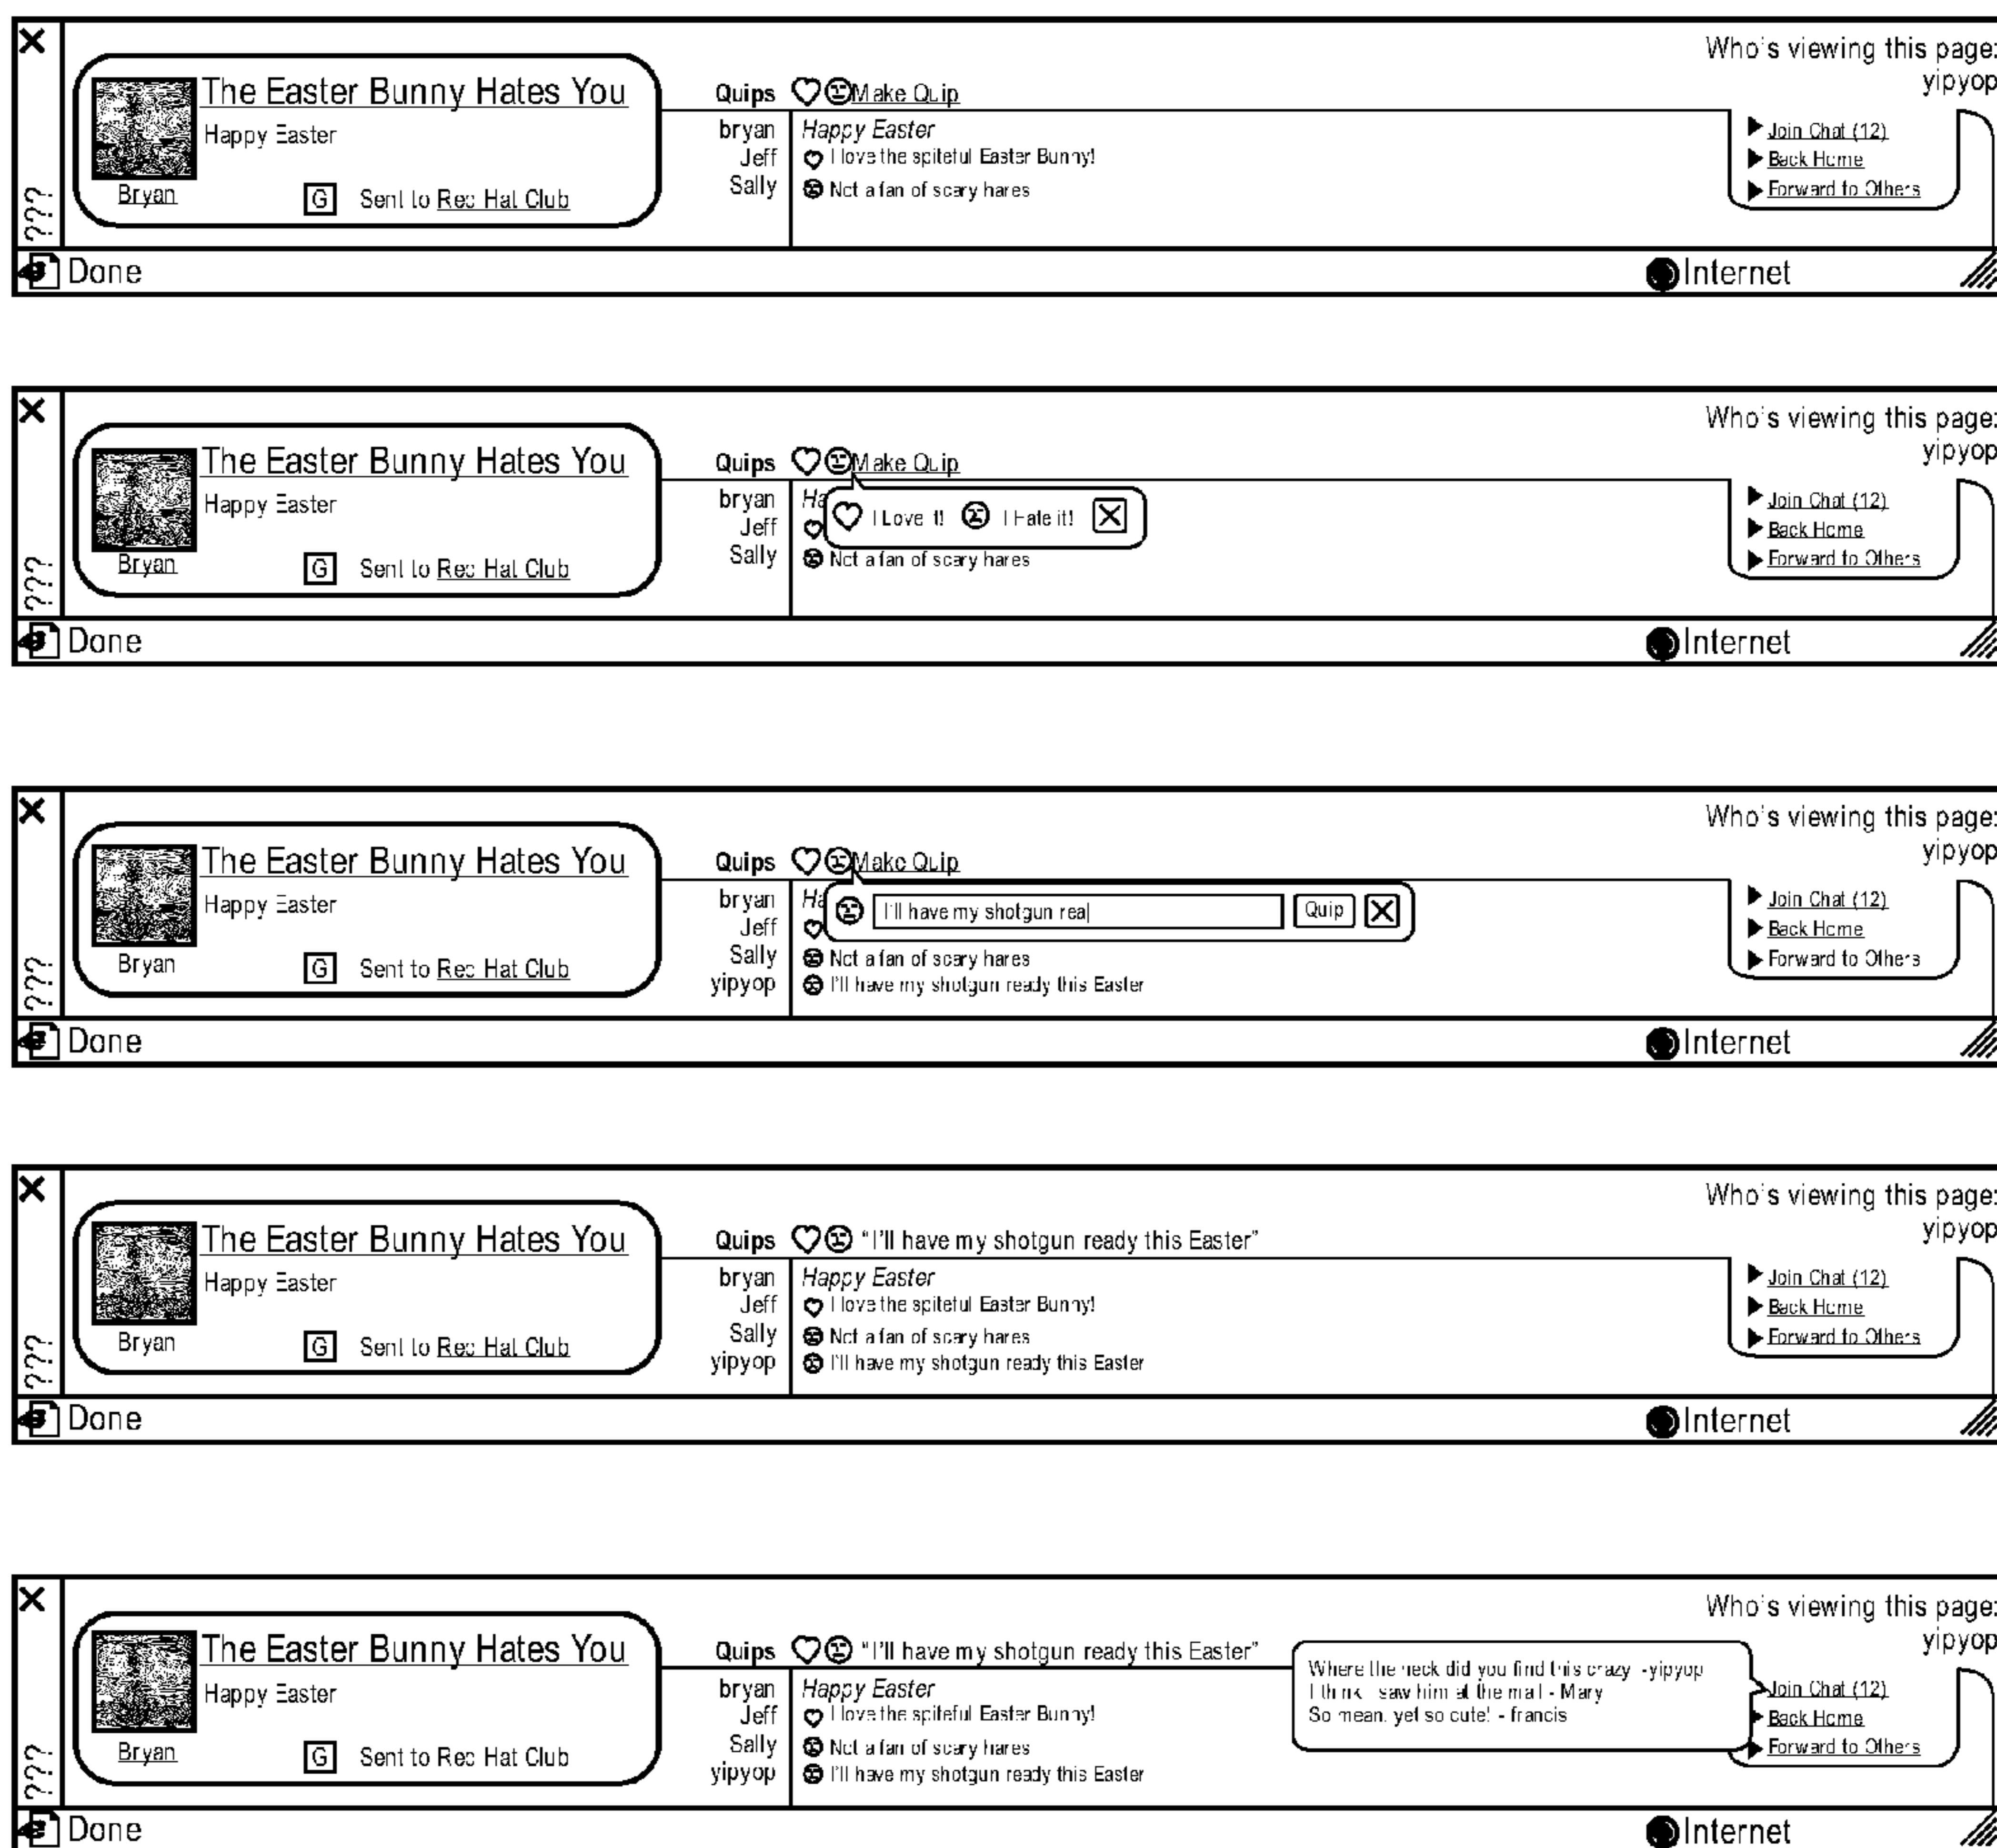 Who's viewing this page:
yipyop
The Easter Bunny Hates You
Happy Easter
Bryan
G Sent to Red Hat Club
???
Quips Make Quip
bryan Happy Easter
Jeff I love the spiteful Easter Bunny!
Sally Not a fan of scary hares
Join Chat (12)
Back Home
Forward to Others
Done
Internet
Who's viewing this page:
yipyop
The Easter Bunny Hates You
Happy Easter
Bryan
G Sent to Red Hat Club
???
Quips Make Quip
bryan Ha
I Love it! I Hate it!
Jeff
Sally Not a fan of scary hares
Join Chat (12)
Back Home
Forward to Others
Done
Internet
Who's viewing this page:
yipyop
The Easter Bunny Hates You
Happy Easter
Bryan
G Sent to Red Hat Club
???
Quips Make Quip
bryan Ha
I'll have my shotgun rea Quip
Jeff
Sally Not a fan of scary hares
yipyop I'll have my shotgun ready this Easter
Join Chat (12)
Back Home
Forward to Others
Done
Internet
Who's viewing this page:
yipyop
The Easter Bunny Hates You
Happy Easter
Bryan
G Sent to Red Hat Club
???
Quips "I'll have my shotgun ready this Easter"
bryan Happy Easter
Jeff I love the spiteful Easter Bunny!
Sally Not a fan of scary hares
yipyop I'll have my shotgun ready this Easter
Join Chat (12)
Back Home
Forward to Others
Done
Internet
Who's viewing this page:
yipyop
The Easter Bunny Hates You
Happy Easter
Bryan
G Sent to Red Hat Club
???
Quips "I'll have my shotgun ready this Easter"
bryan Happy Easter
Jeff I love the spiteful Easter Bunny!
Sally Not a fan of scary hares
yipyop I'll have my shotgun ready this Easter
Where the heck did you find this crazy -yipyop
I think I saw him at the mall - Mary
So mean, yet so cute! - francis
Join Chat (12)
Back Home
Forward to Others
Done
Internet